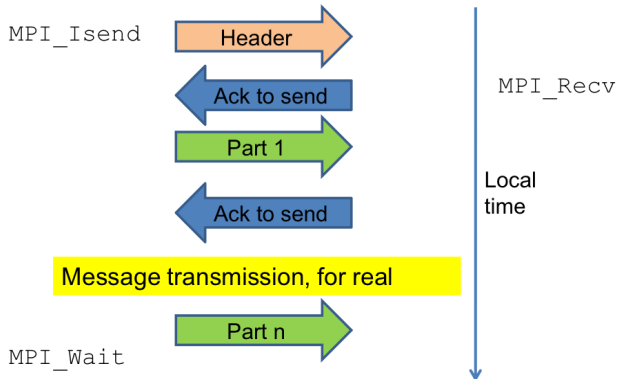 MPI_Isend
Header
Ack to send
MPI_Recv
Part 1
Local
time
Ack to send
Message transmission, for real
Part n
MPI_Wait